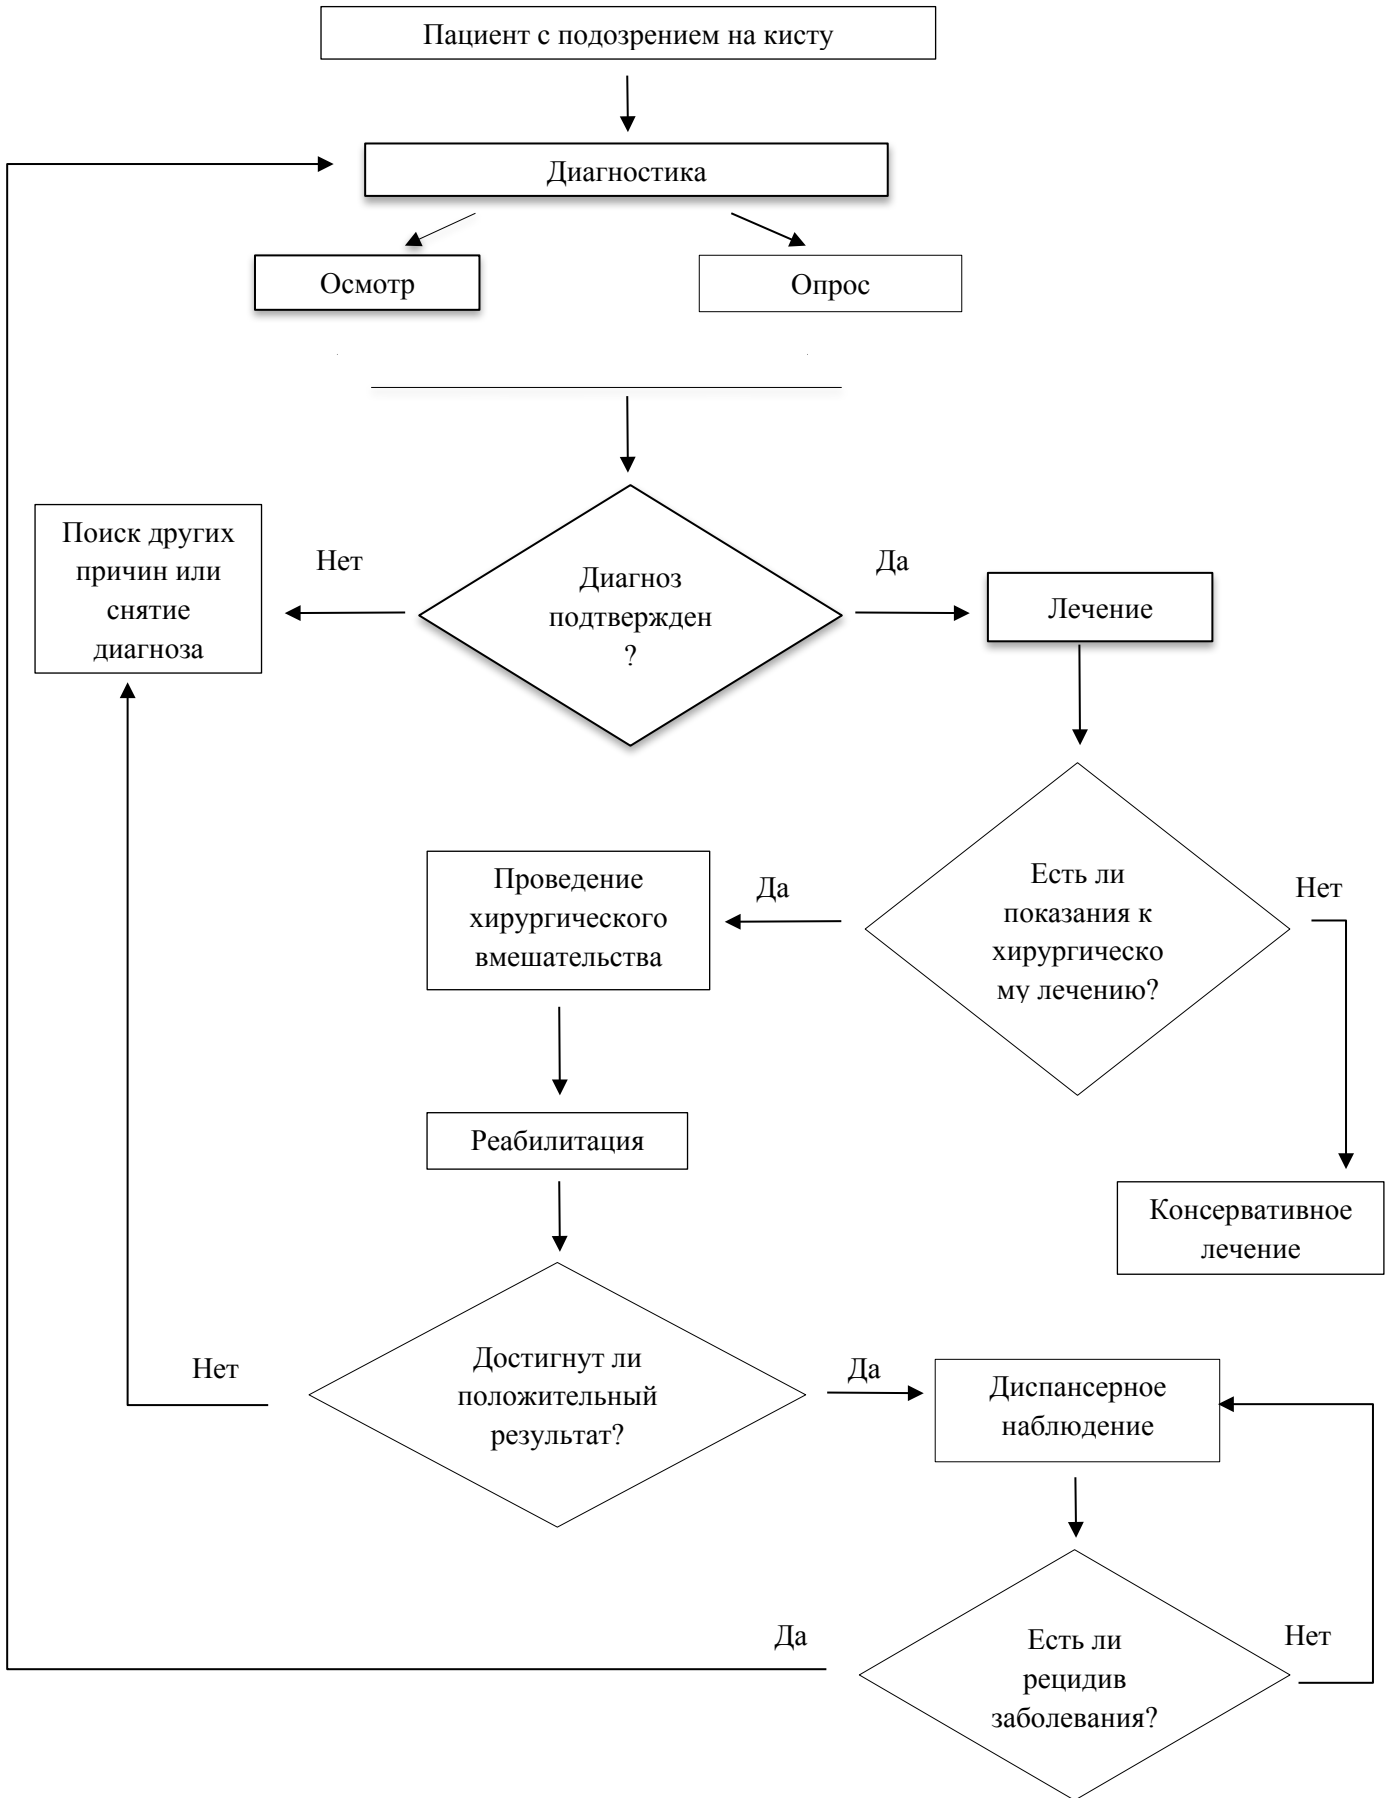 Пациент с подозрением на кисту
Диагностика
Осмотр
Опрос
Поиск других
причин или
снятие
диагноза
Нет
Диагноз
подтвержден
?
Да
Лечение
Проведение
хирургического
вмешательства
Да
Есть ли
показания к
хирургическо
му лечению?
Нет
Реабилитация
Консервативное
лечение
Нет
Достигнут ли
положительный
результат?
Да
Диспансерное
наблюдение
Да
Есть ли
рецидив
заболевания?
Нет